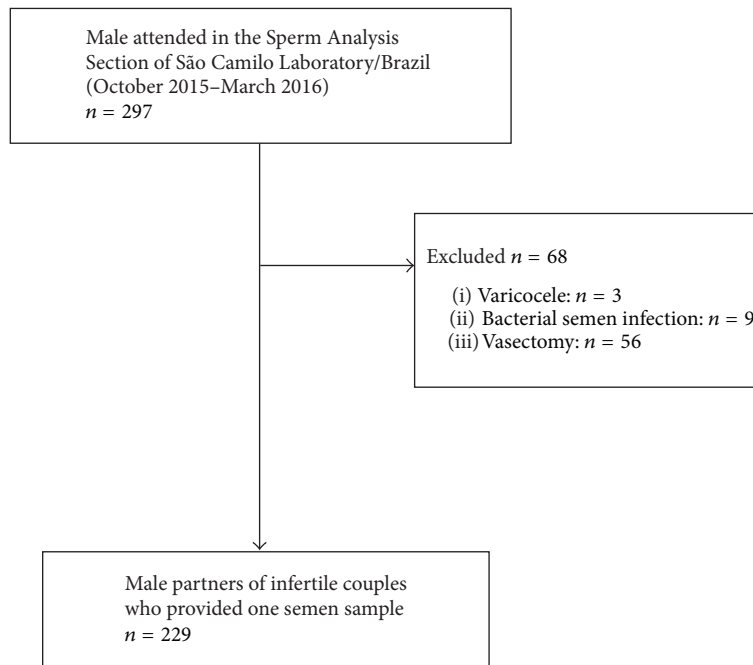 Male attended in the Sperm Analysis
Section of São Camilo Laboratory/Brazil
(October 2015–March 2016)
n = 297
Excluded n = 68
(i) Varicocele: n = 3
(ii) Bacterial semen infection: n = 9
(iii) Vasectomy: n = 56
Male partners of infertile couples
who provided one semen sample
n = 229